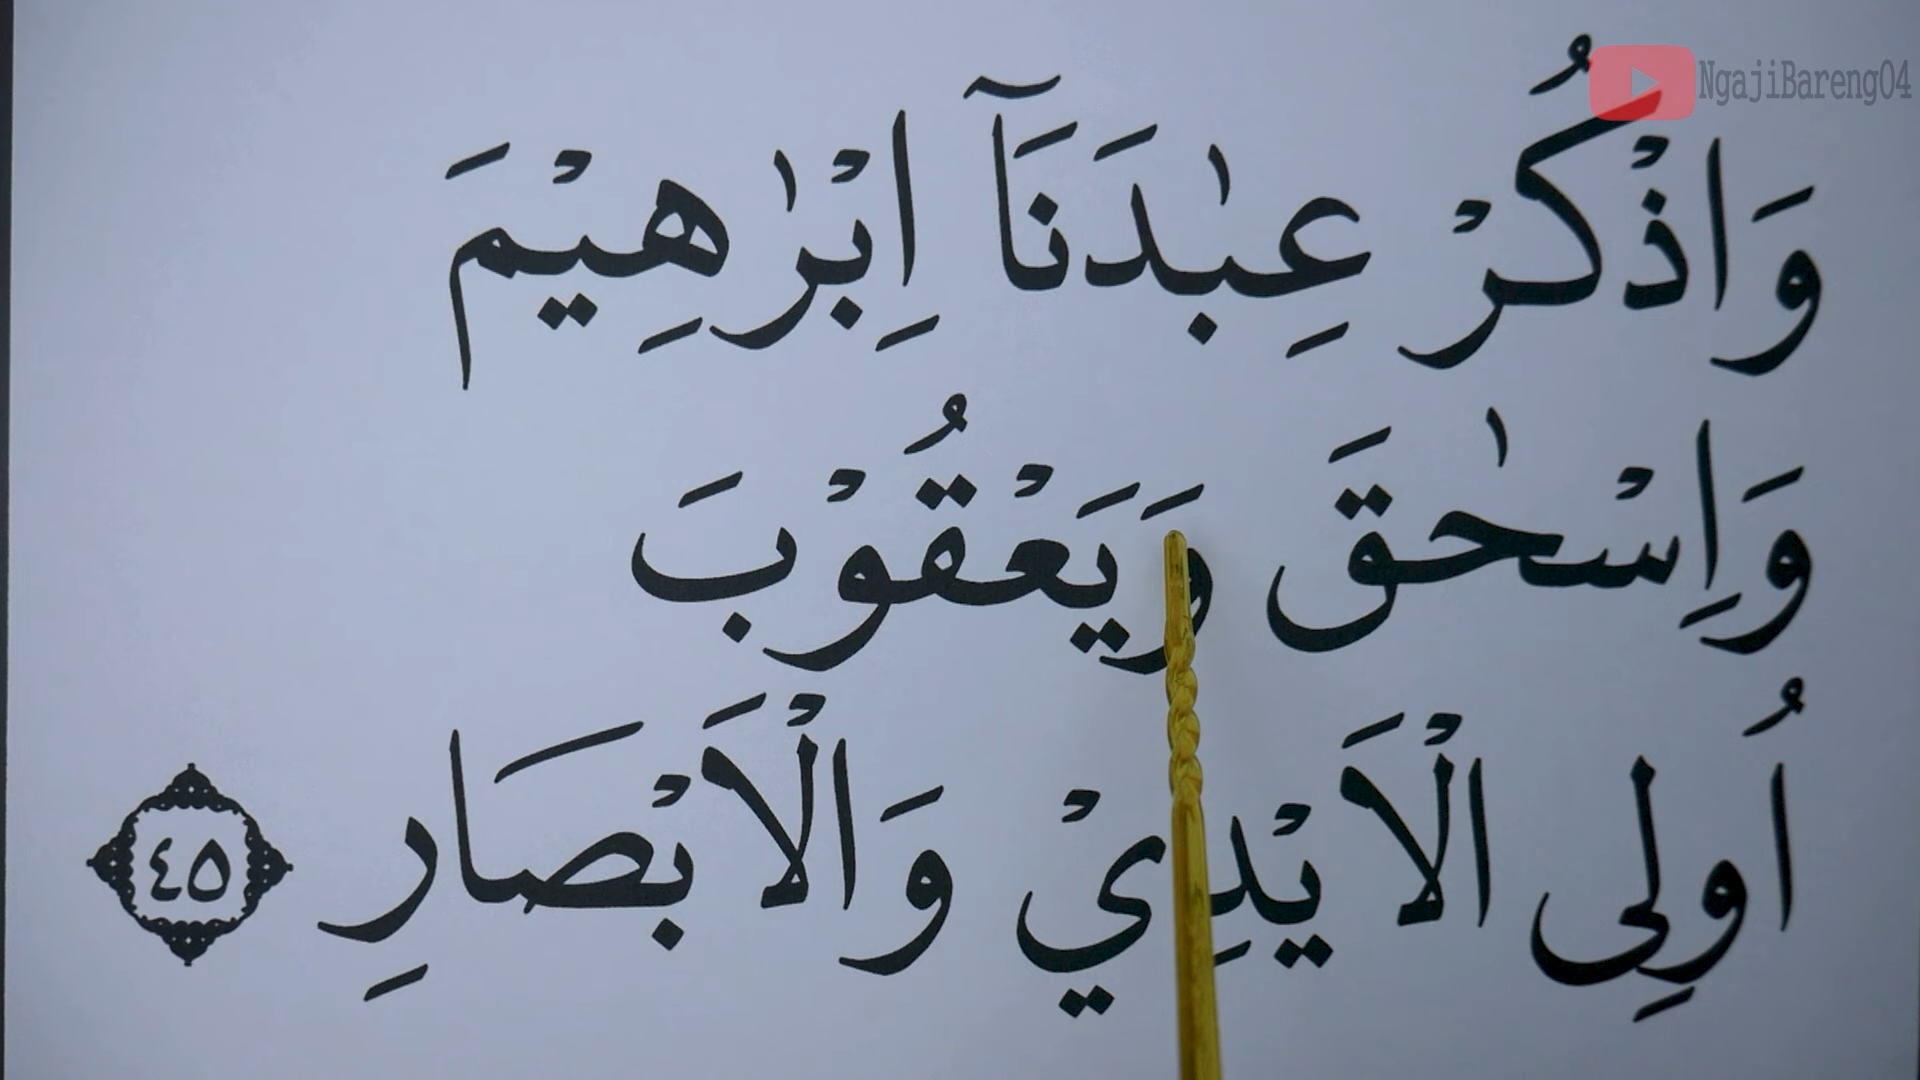 NgajiBareng04
وَاذْكُرْ عِبٰدَنَآ اِبْرٰهِيْمَ
وَاِسْحٰقَ وَيَعْقُوْبَ
اُولِى الْاَيْدِيْ وَالْاَبْصَارِ ٤٥